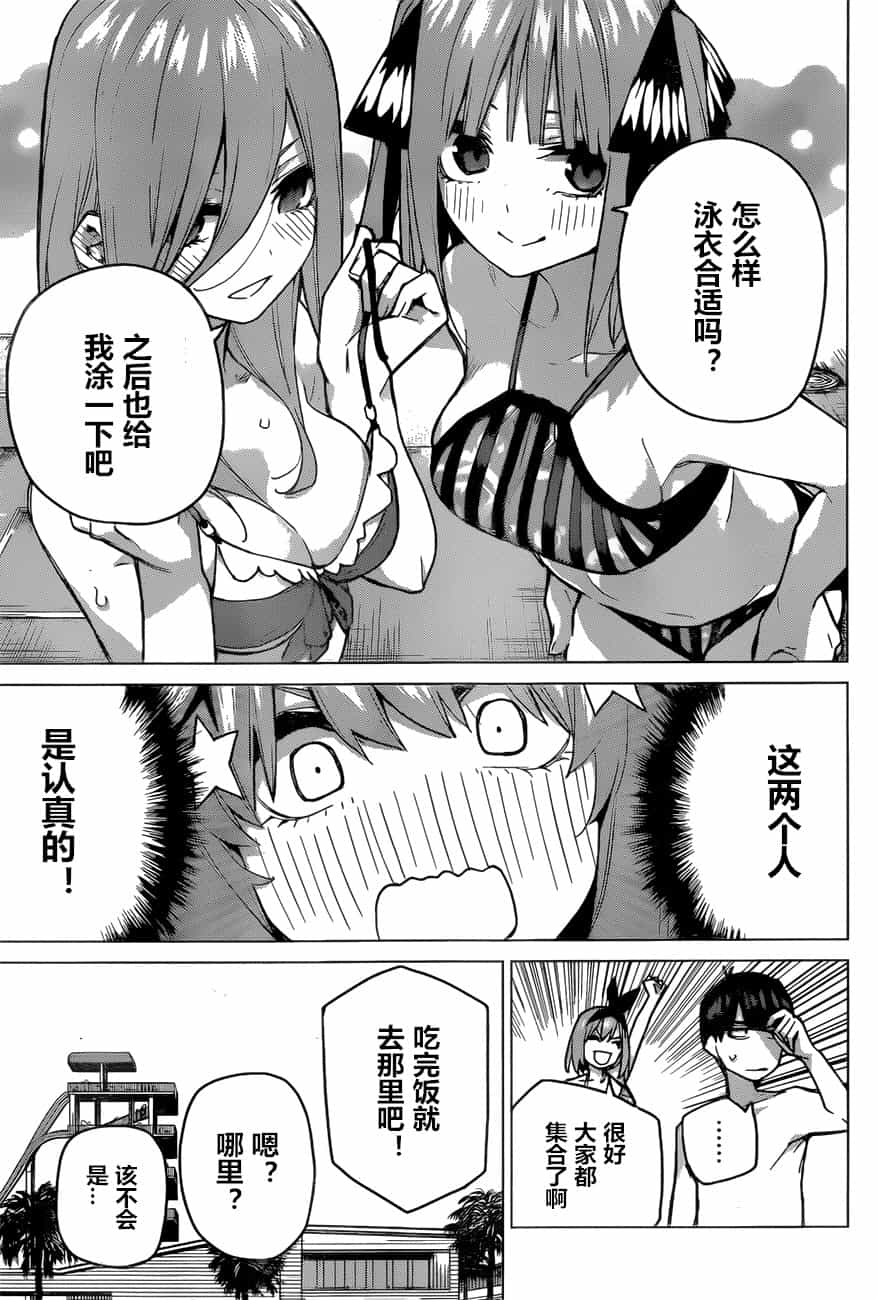 怎么样
泳衣合适吗？
之后也给
我涂一下吧
这两个人
是认真的！
……
很好
大家都
集合了啊
吃完饭就
去那里吧！
嗯？
哪里？
该不会
是…